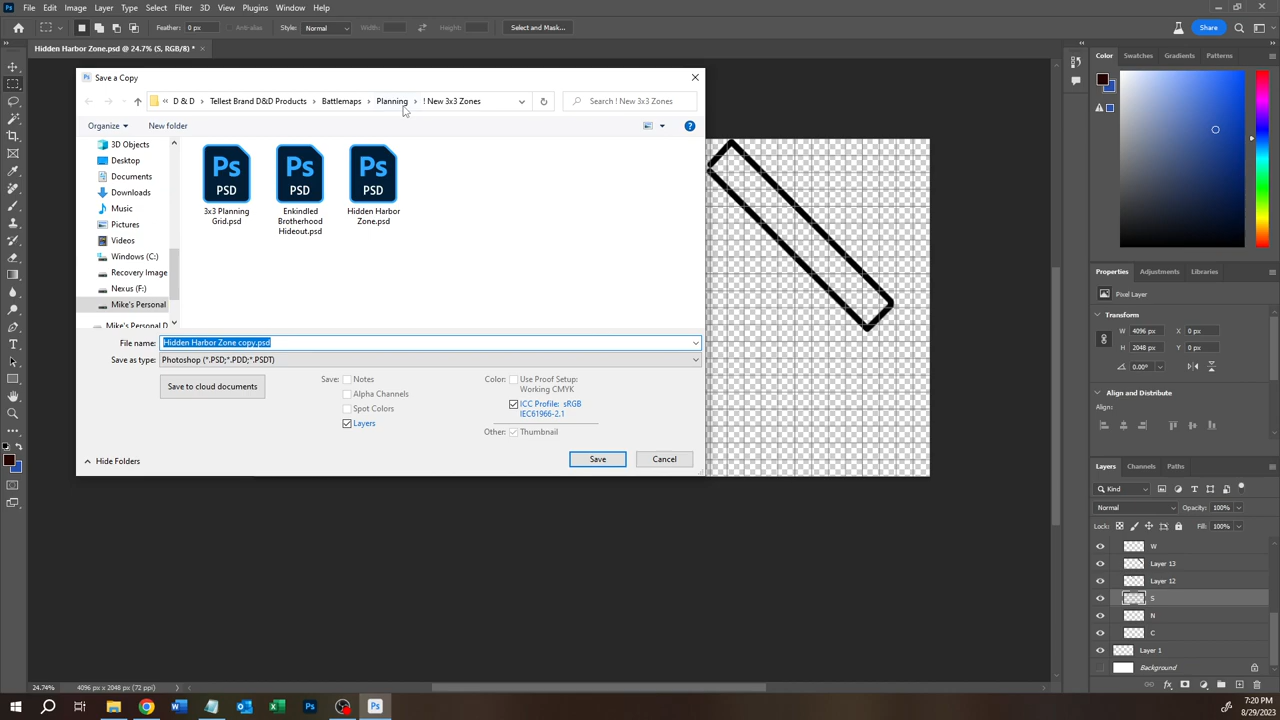 File Edit Image Layer Type Select Filter 3D View Plugins Window Help
Feather: 0 px Anti-alias Style: Normal Width: Height: Select and Mask... Share
Hidden Harbor Zone.psd @ 24.7% (S, RGB/8) *
Save a Copy
« D & D › Tellest Brand D&D Products › Battlemaps › Planning › ! New 3x3 Zones
Search ! New 3x3 Zones
Organize New folder
3D Objects
Desktop
Documents
Downloads
Music
Pictures
Videos
Windows (C:)
Recovery Image
Nexus (F:)
Mike's Personal
Mike's Personal D
PSD
3x3 Planning
Grid.psd
PSD
Enkindled
Brotherhood
Hideout.psd
PSD
Hidden Harbor
Zone.psd
File name: Hidden Harbor Zone copy.psd
Save as type: Photoshop (*.PSD;*.PDD;*.PSDT)
Save to cloud documents
Save: Notes
Alpha Channels
Spot Colors
Layers
Color: Use Proof Setup:
Working CMYK
ICC Profile: sRGB
IEC61966-2.1
Other: Thumbnail
Hide Folders
Save Cancel
Color Swatches Gradients Patterns
Properties Adjustments Libraries
Pixel Layer
Transform
W 4096 px X 0 px
H 2048 px Y 0 px
0.00°
Align and Distribute
Align:
Layers Channels Paths
Kind
Normal Opacity: 100%
Lock: Fill: 100%
W
Layer 13
Layer 12
S
N
C
Layer 1
Background
24.74% 4096 px x 2048 px (72 ppi)
7:20 PM
8/29/2023